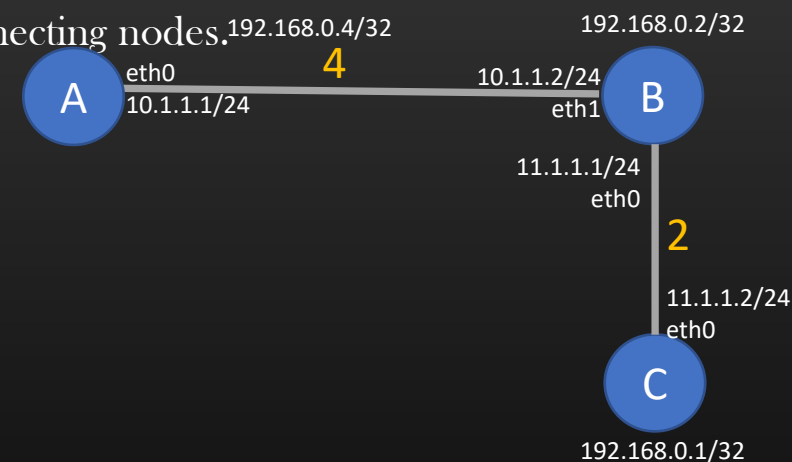 necting nodes.
192.168.0.4/32
192.168.0.2/32
4
eth0
10.1.1.2/24
A
B
10.1.1.1/24
eth1
11.1.1.1/24
eth0
2
11.1.1.2/24
eth0
C
192.168.0.1/32